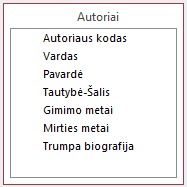 Autoriai
Autoriaus kodas
Vardas
Pavardė
Tautybė-Šalis
Gimimo metai
Mirties metai
Trumpa biografija